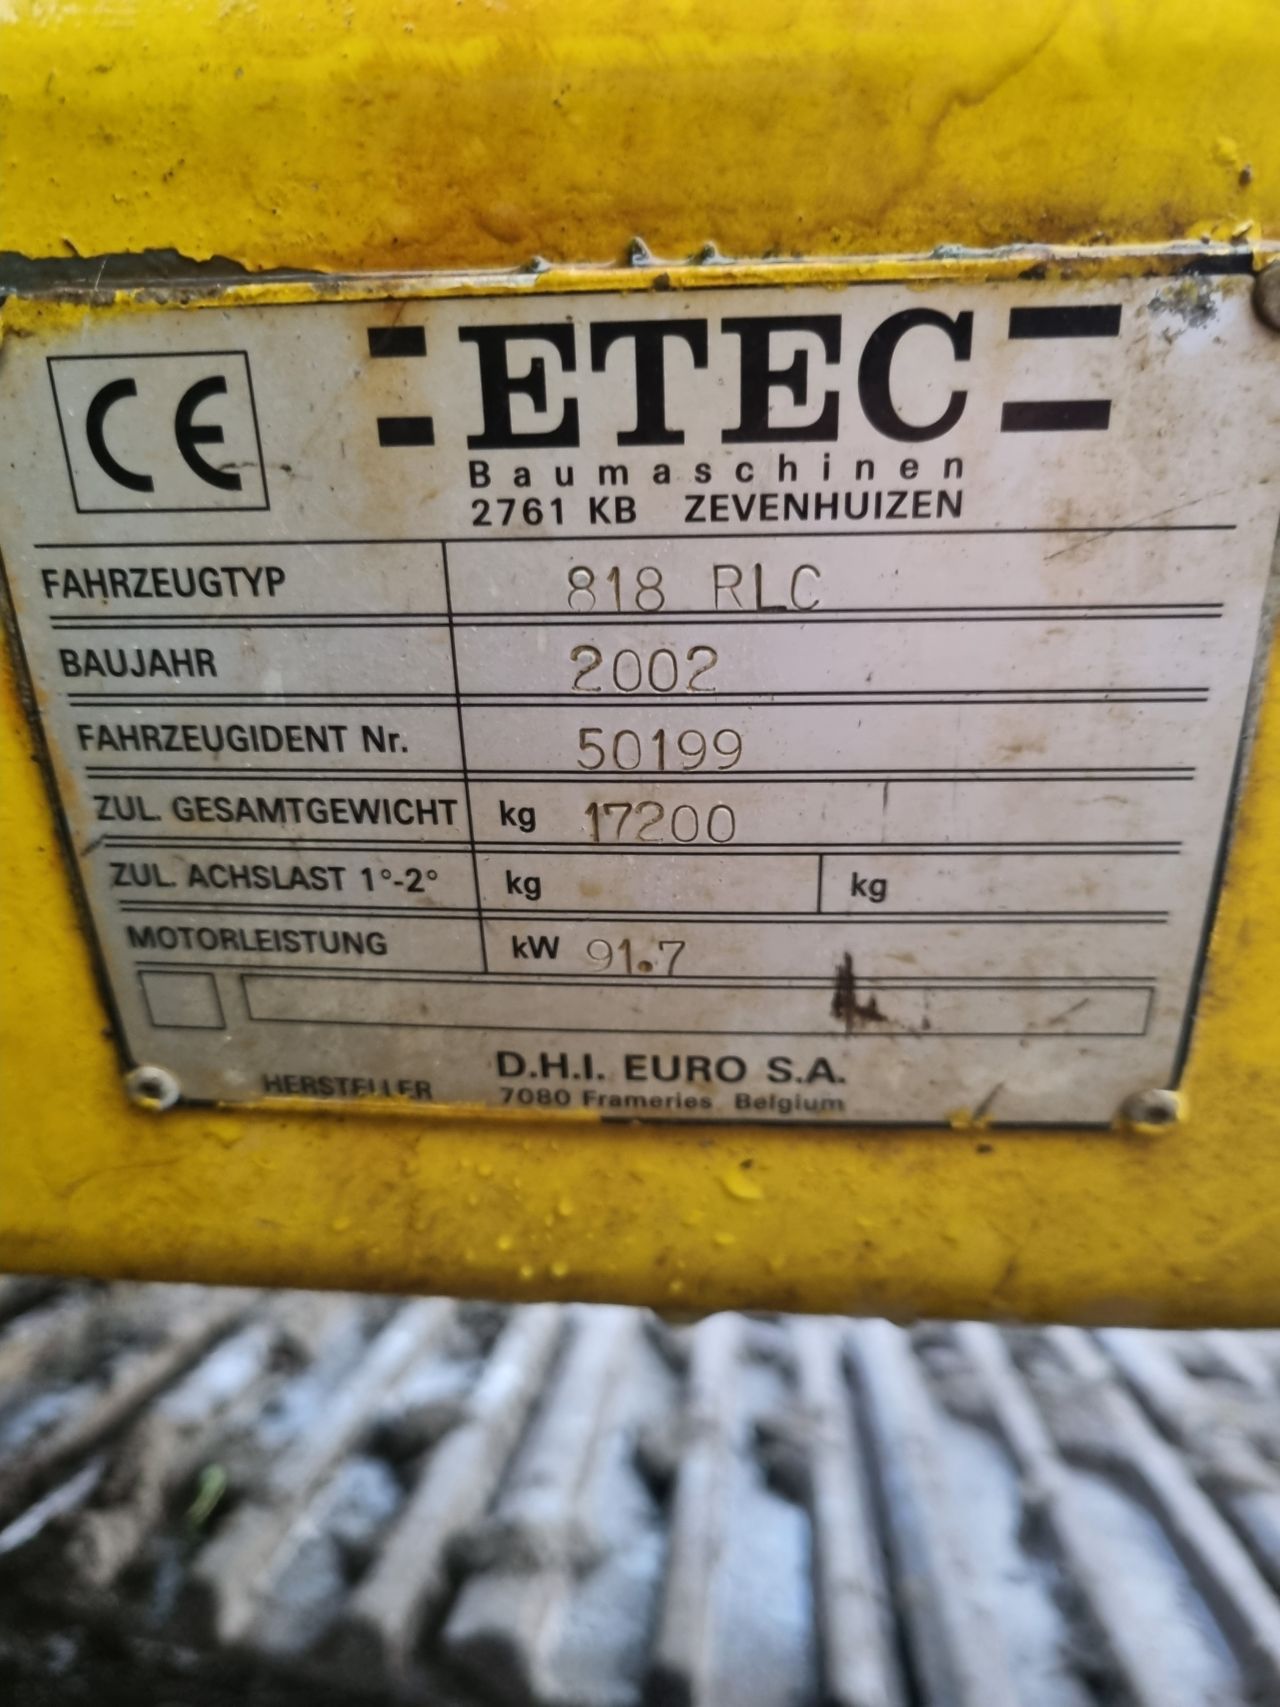 CE
ETEC
Baumaschinen
2761 KB ZEVENHUIZEN
FAHRZEUGTYP 818 RLC
BAUJAHR 2002
FAHRZEUGIDENT Nr. 50199
ZUL. GESAMTGEWICHT kg 17200
ZUL. ACHSLAST 1°-2° kg kg
MOTORLEISTUNG kW 91.7
HERSTELLER D.H.I. EURO S.A.
7080 Frameries Belgium